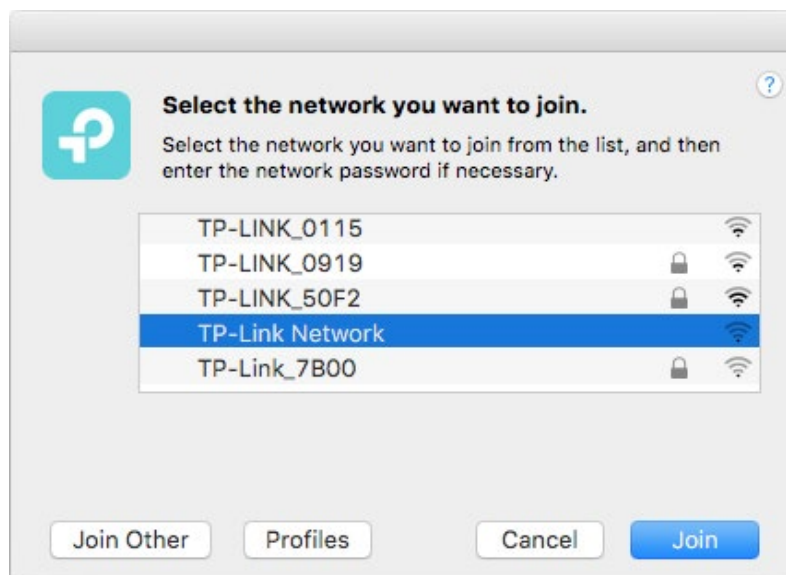 ?
Select the network you want to join.
Select the network you want to join from the list, and then
enter the network password if necessary.
TP-LINK_0115
TP-LINK_0919
TP-LINK_50F2
TP-Link Network
TP-Link_7B00
Join Other Profiles Cancel Join